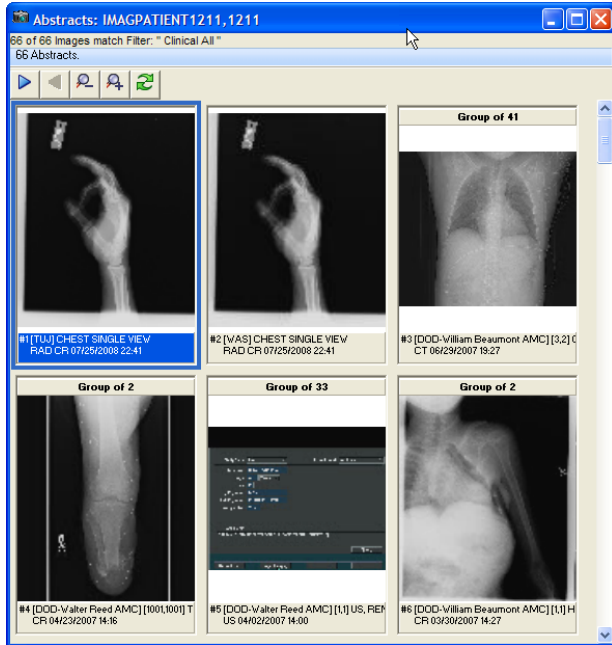 Abstracts: IMAGPATIENT1211,1211
66 of 66 Images match Filter: " Clinical All "
66 Abstracts.
Group of 41
#1 [TUJ] CHEST SINGLE VIEW
RAD CR 07/25/2008 22:41
#2 [WAS] CHEST SINGLE VIEW
RAD CR 07/25/2008 22:41
#3 [DOD-William Beaumont AMC] [3,2]
CT 06/29/2007 19:27
Group of 2
Group of 33
Group of 2
#4 [DOD-Walter Reed AMC] [1001,1001] T
CR 04/23/2007 14:16
#5 [DOD-Walter Reed AMC] [1,1] US, REN
US 04/02/2007 14:00
#6 [DOD-William Beaumont AMC] [1,1] H
CR 03/30/2007 14:27